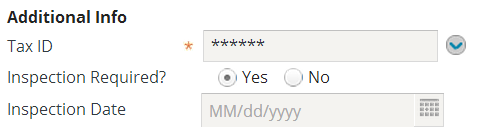 Additional Info
Tax ID * ******
Inspection Required? Yes No
Inspection Date MM/dd/yyyy